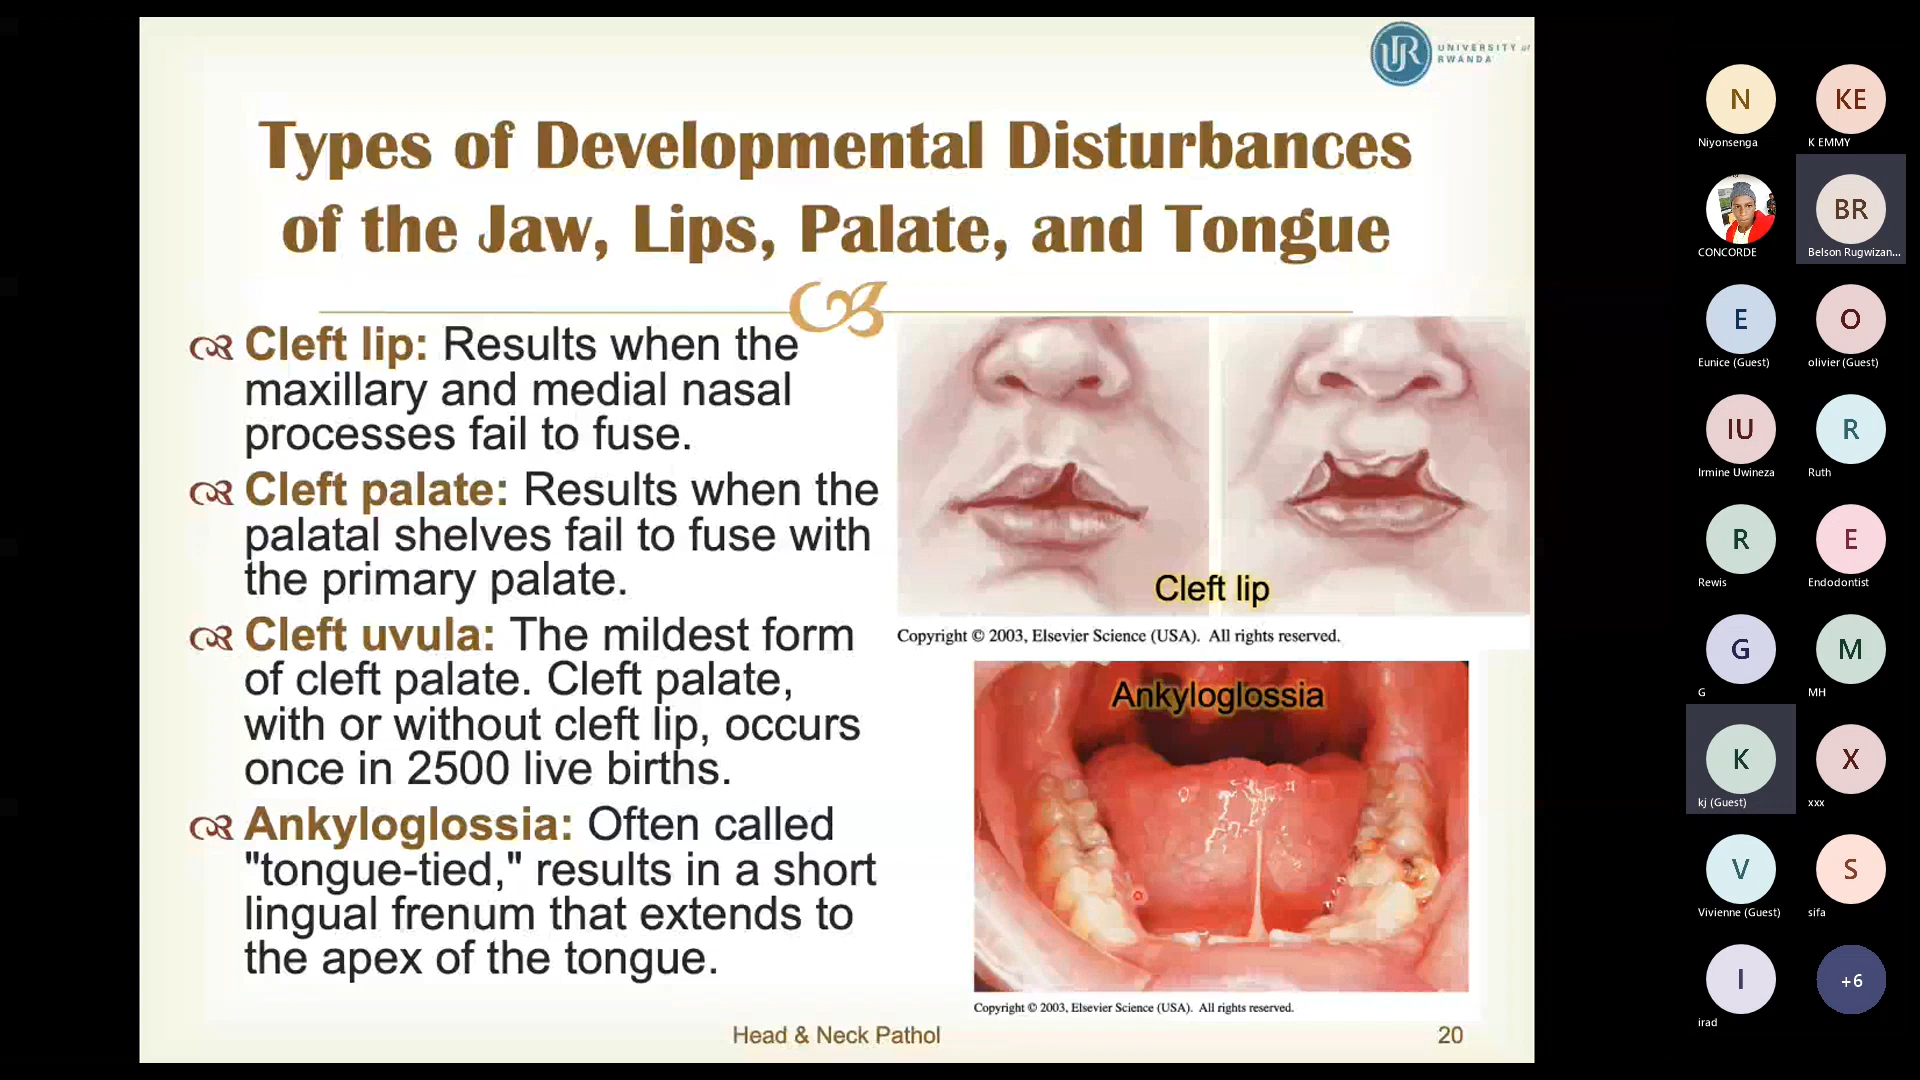 UNIVERSITY of
RWANDA
Types of Developmental Disturbances
of the Jaw, Lips, Palate, and Tongue
Cleft lip: Results when the
maxillary and medial nasal
processes fail to fuse.
Cleft palate: Results when the
palatal shelves fail to fuse with
the primary palate.
Cleft uvula: The mildest form
of cleft palate. Cleft palate,
with or without cleft lip, occurs
once in 2500 live births.
Ankyloglossia: Often called
"tongue-tied," results in a short
lingual frenum that extends to
the apex of the tongue.
Cleft lip
Copyright © 2003, Elsevier Science (USA). All rights reserved.
Ankyloglossia
Copyright © 2003, Elsevier Science (USA). All rights reserved.
Head & Neck Pathol
20
N
Niyonsenga
KE
K EMMY
CONCORDE
BR
Belson Rugwizan...
E
Eunice (Guest)
O
olivier (Guest)
IU
Irmine Uwineza
R
Ruth
R
Rewis
E
Endodontist
G
G
M
MH
K
kj (Guest)
X
xxx
V
Vivienne (Guest)
S
sifa
I
irad
+6